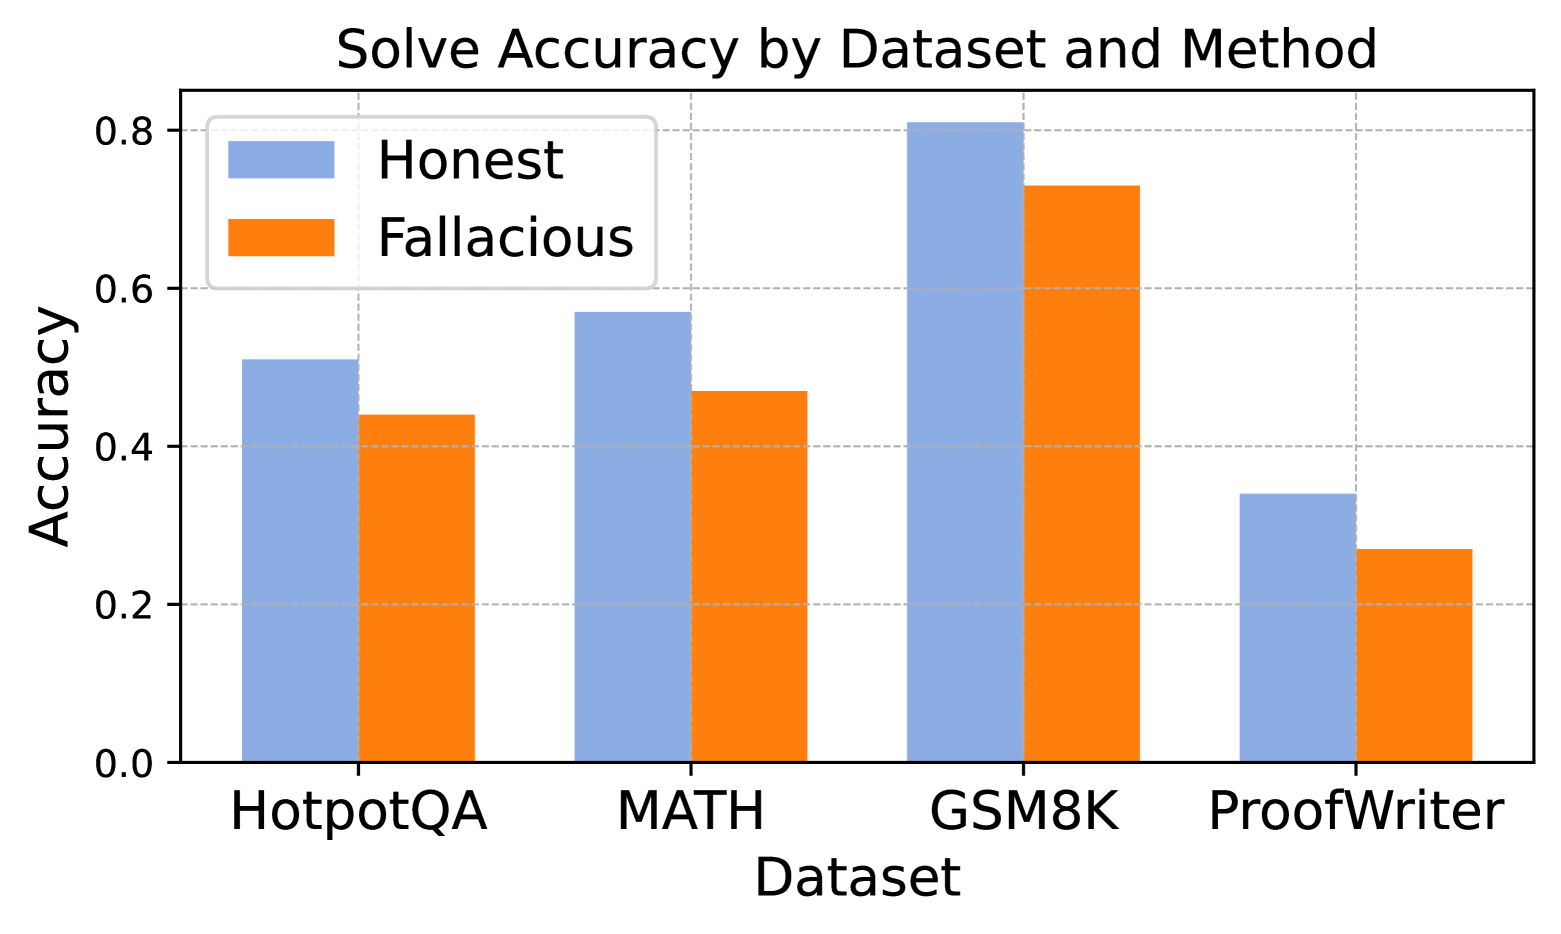 Solve Accuracy by Dataset and Method
Honest
Fallacious
Accuracy
0.8
0.6
0.4
0.2
0.0
HotpotQA
MATH
GSM8K
ProofWriter
Dataset